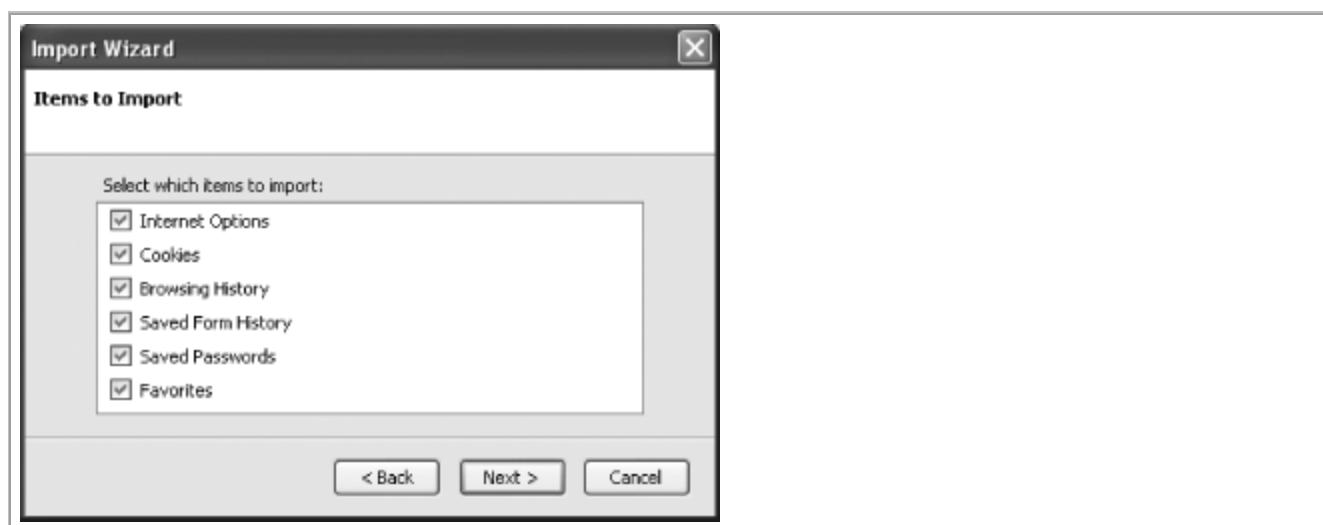 Import Wizard
Items to Import
Select which items to import:
Internet Options
Cookies
Browsing History
Saved Form History
Saved Passwords
Favorites
< Back Next > Cancel